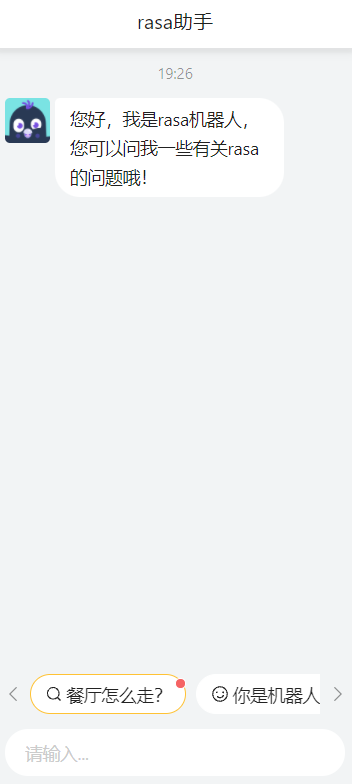 rasa助手
19:26
您好，我是rasa机器人，
您可以问我一些有关rasa
的问题哦！
餐厅怎么走？
你是机器人
请输入...